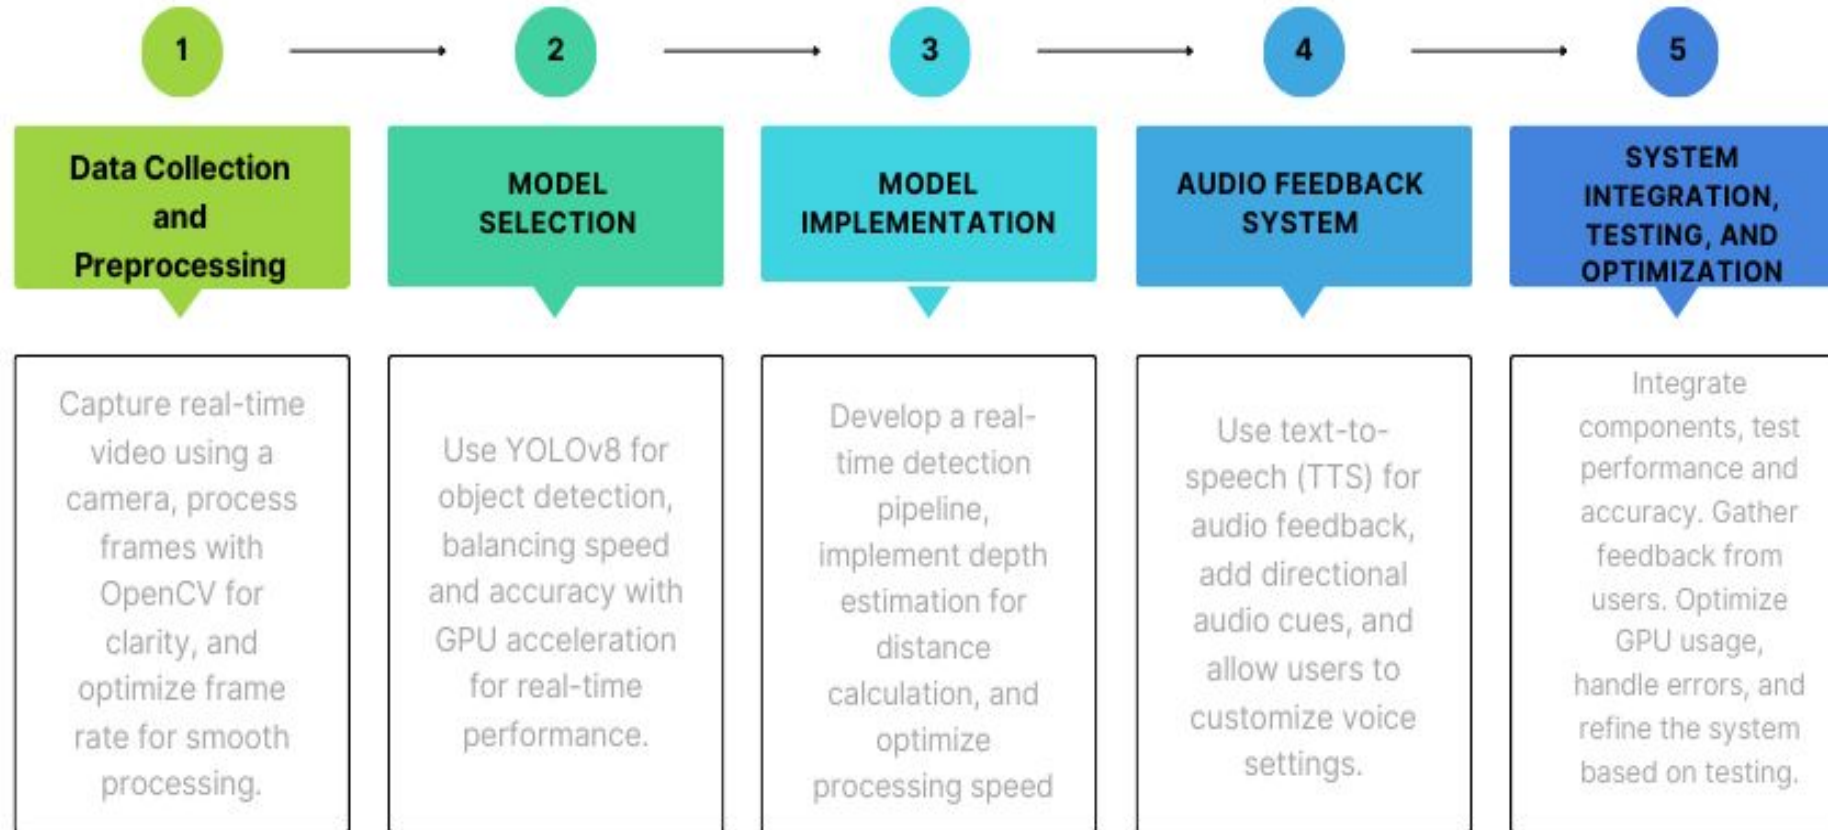 1
2
3
4
5
Data Collection
and
Preprocessing
MODEL
SELECTION
MODEL
IMPLEMENTATION
AUDIO FEEDBACK
SYSTEM
SYSTEM
INTEGRATION,
TESTING, AND
OPTIMIZATION
Capture real-time
video using a
camera, process
frames with
OpenCV for
clarity, and
optimize frame
rate for smooth
processing.
Use YOLOv8 for
object detection,
balancing speed
and accuracy with
GPU acceleration
for real-time
performance.
Develop a real-
time detection
pipeline,
implement depth
estimation for
distance
calculation, and
optimize
processing speed
Use text-to-
speech (TTS) for
audio feedback,
add directional
audio cues, and
allow users to
customize voice
settings.
Integrate
components, test
performance and
accuracy. Gather
feedback from
users. Optimize
GPU usage,
handle errors, and
refine the system
based on testing.